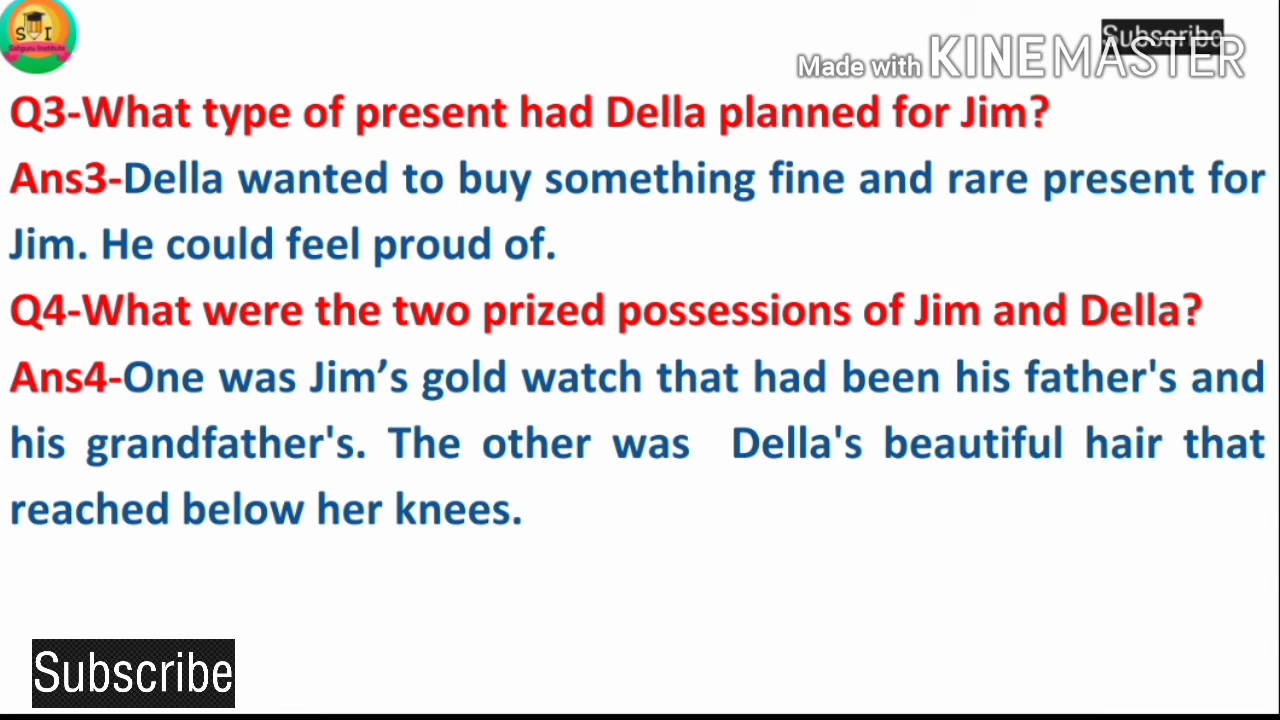 S I
Satguru Institute
Subscribe
Made with KINEMASTER
Q3-What type of present had Della planned for Jim?
Ans3-Della wanted to buy something fine and rare present for
Jim. He could feel proud of.
Q4-What were the two prized possessions of Jim and Della?
Ans4-One was Jim’s gold watch that had been his father's and
his grandfather's. The other was Della's beautiful hair that
reached below her knees.
Subscribe